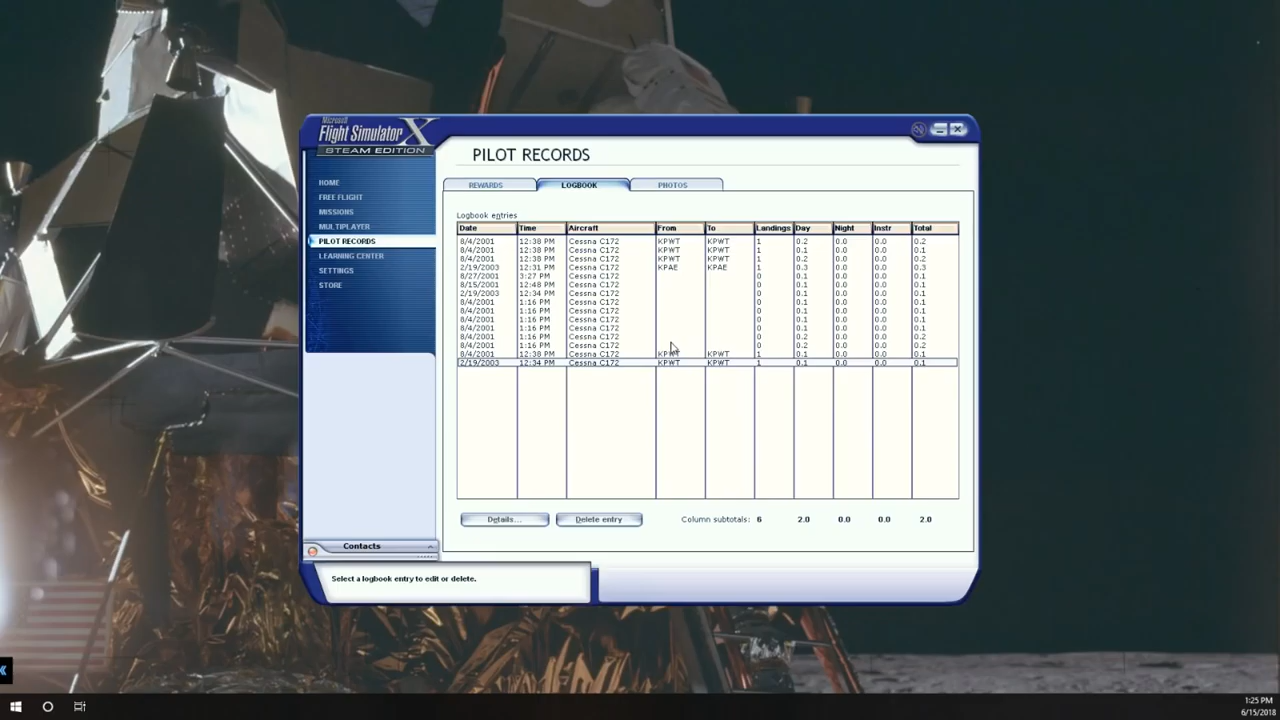 Microsoft
Flight Simulator X
STEAM EDITION
HOME
FREE FLIGHT
MISSIONS
MULTIPLAYER
PILOT RECORDS
LEARNING CENTER
SETTINGS
STORE
PILOT RECORDS
REWARDS LOGBOOK PHOTOS
Logbook entries
Date Time Aircraft From To Landings Day Night Instr Total
8/4/2001 12:38 PM Cessna C172 KPWT KPWT 1 0.2 0.0 0.0 0.2
8/4/2001 12:38 PM Cessna C172 KPWT KPWT 1 0.1 0.0 0.0 0.1
8/4/2001 12:38 PM Cessna C172 KPWT KPWT 1 0.2 0.0 0.0 0.2
2/19/2003 12:31 PM Cessna C172 KPAE KPAE 1 0.3 0.0 0.0 0.3
8/27/2001 3:27 PM Cessna C172 0 0.1 0.0 0.0 0.1
8/15/2001 12:48 PM Cessna C172 0 0.1 0.0 0.0 0.1
2/19/2003 12:34 PM Cessna C172 0 0.1 0.0 0.0 0.1
8/4/2001 1:16 PM Cessna C172 0 0.1 0.0 0.0 0.1
8/4/2001 1:16 PM Cessna C172 0 0.1 0.0 0.0 0.1
8/4/2001 1:16 PM Cessna C172 0 0.1 0.0 0.0 0.1
8/4/2001 1:16 PM Cessna C172 0 0.1 0.0 0.0 0.1
8/4/2001 1:16 PM Cessna C172 0 0.2 0.0 0.0 0.2
8/4/2001 1:16 PM Cessna C172 0 0.2 0.0 0.0 0.2
8/4/2001 12:38 PM Cessna C172 KPWT KPWT 1 0.1 0.0 0.0 0.1
2/19/2003 12:34 PM Cessna C172 KPWT KPWT 1 0.1 0.0 0.0 0.1
Details... Delete entry Column subtotals: 6 2.0 0.0 0.0 2.0
Contacts
Select a logbook entry to edit or delete.
1:25 PM
6/15/2018